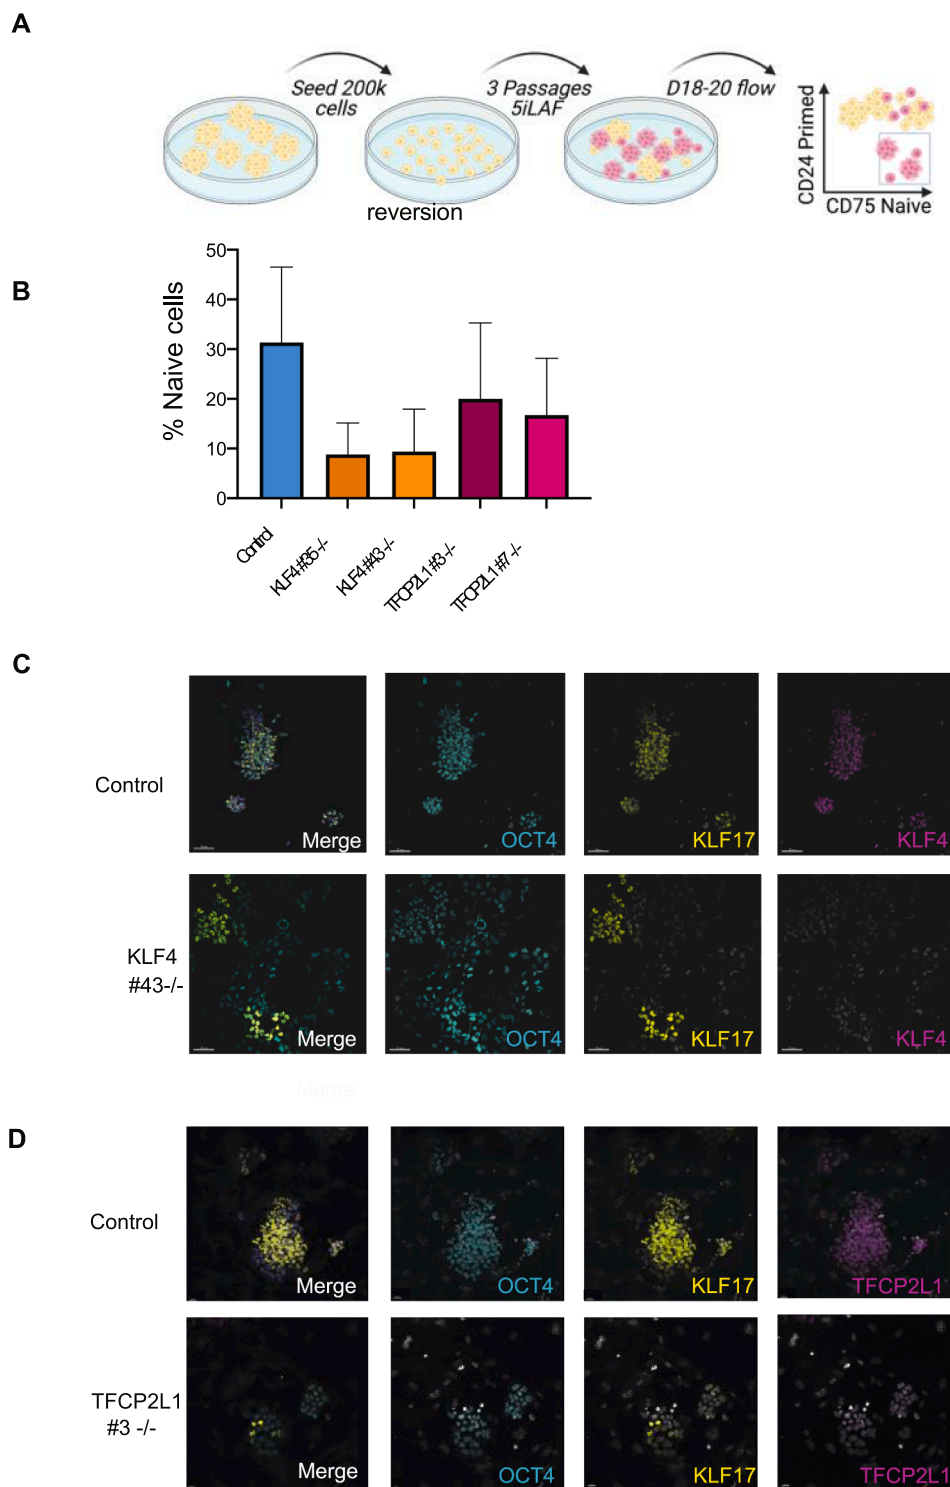 A
Seed 200k
cells
3 Passages
5iLAF
D18-20 flow
reversion
CD24 Primed
CD75 Naive
B
% Naive cells
50
40
30
20
10
0
Control
KLF4#35-/-
KLF4#43-/-
TFCP2L1#3-/-
TFCP2L1#7-/-
C
Control
Merge
OCT4
KLF17
KLF4
KLF4
#43-/-
Merge
OCT4
KLF17
KLF4
Merge
D
Control
Merge
OCT4
KLF17
TFCP2L1
TFCP2L1
#3 -/-
Merge
OCT4
KLF17
TFCP2L1